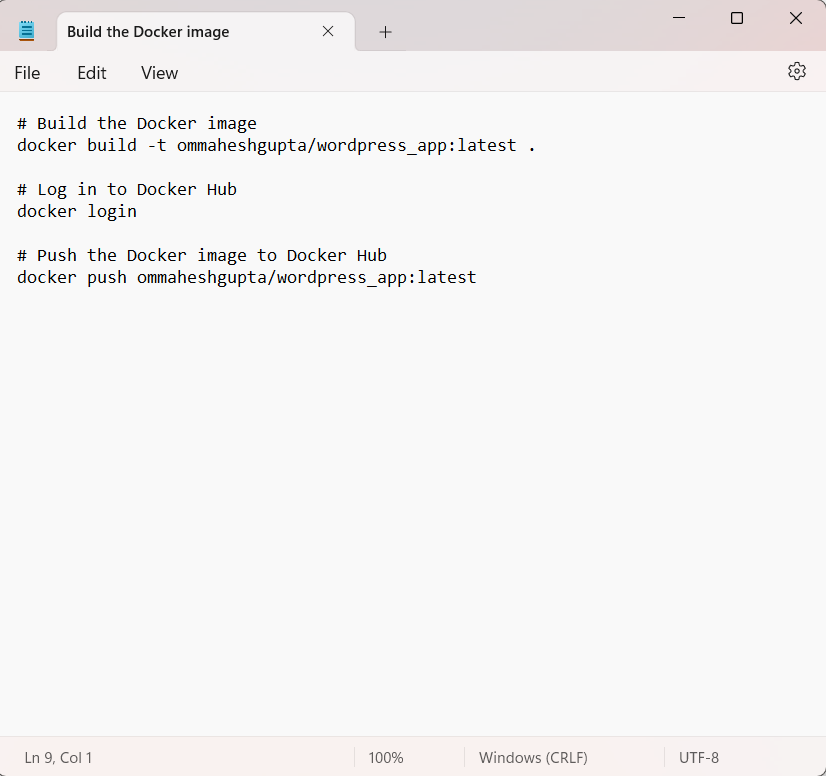 Build the Docker image
File Edit View
# Build the Docker image
docker build -t ommaheshgupta/wordpress_app:latest .
# Log in to Docker Hub
docker login
# Push the Docker image to Docker Hub
docker push ommaheshgupta/wordpress_app:latest
Ln 9, Col 1 100% Windows (CRLF) UTF-8